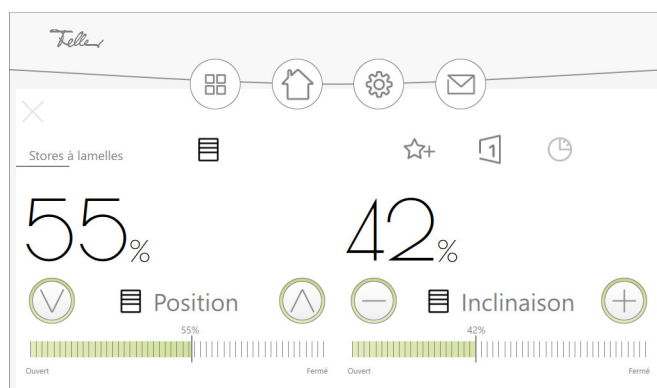 Feller
Stores à lamelles
1
55%
42%
Position
Inclinaison
55%
42%
Ouvert
Fermé
Ouvert
Fermé